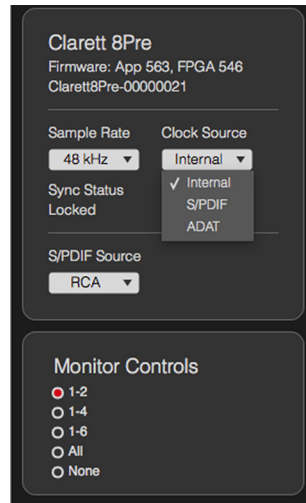 Clarett 8Pre
Firmware: App 563, FPGA 546
Clarett8Pre-00000021
Sample Rate Clock Source
48 kHz Internal
Sync Status Internal
Locked S/PDIF
ADAT
S/PDIF Source
RCA
Monitor Controls
1-2
1-4
1-6
All
None